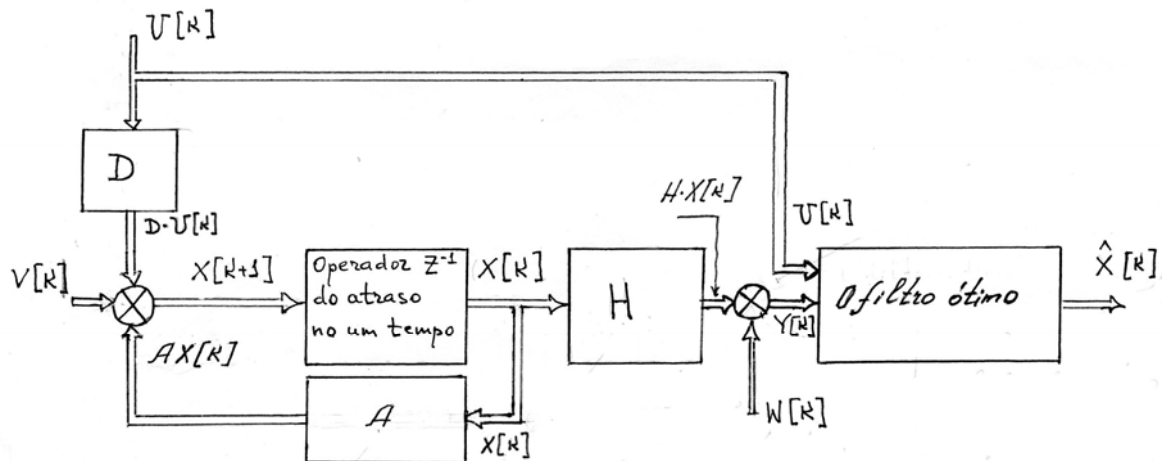 U[k]
D
D·U[k]
V[k]
X[k+1]
Operador Z⁻¹
do atraso
no um tempo
X[k]
H
H·X[k]
U[k]
Y[k]
O filtro ótimo
X̂[k]
AX[k]
A
X[k]
W[k]